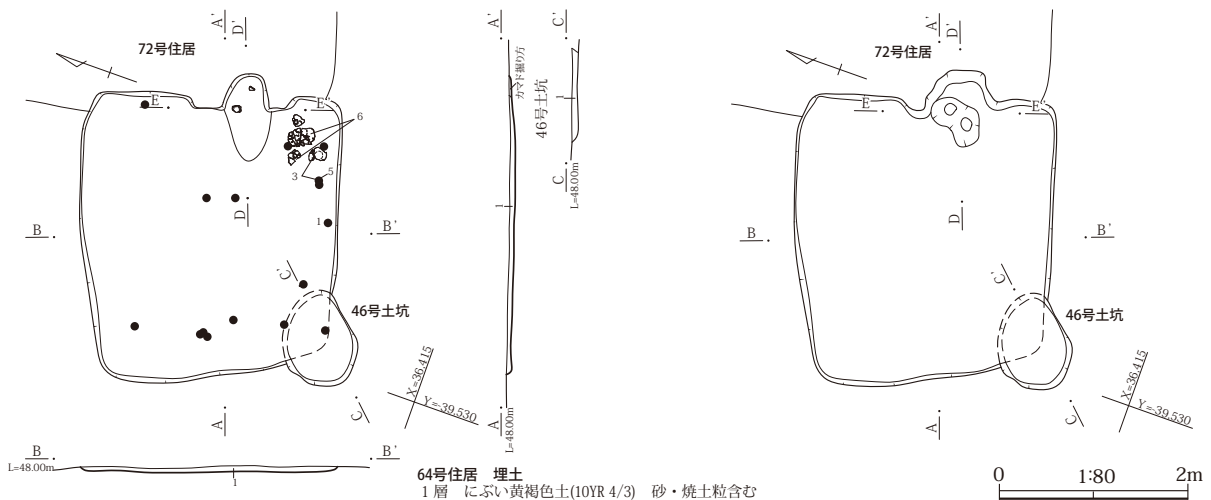 A'
D'
72号住居
E
E'
6
3
5
1
D
B
B'
C'
46号土坑
X=36.415
Y=-39.530
A
C
B
B'
L=48.00m
1
A'
カマド掘り方
1
A
L=48.00m
C'
46号土坑
1
C
L=48.00m
64号住居 埋土
1層 にぶい黄褐色土(10YR 4/3) 砂・焼土粒含む
A'
D'
72号住居
E
E'
D
B
B'
C'
46号土坑
X=36.415
Y=-39.530
A
C
0 1:80 2m